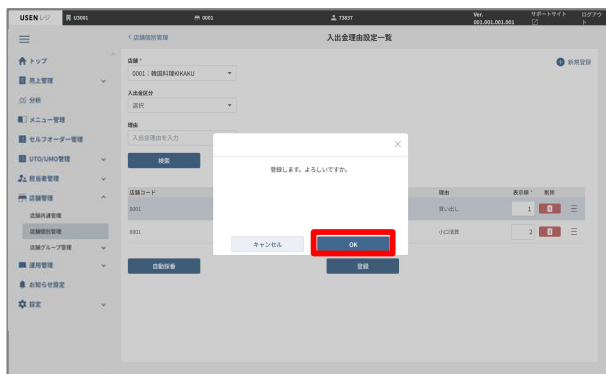 USEN レジ
U3001
0001
73837
Ver.
001.001.001.001
サポートサイト
ログアウト
トップ
売上管理
分析
メニュー管理
セルフオーダー管理
UTO/UMO管理
担当者管理
店舗管理
店舗共通管理
店舗個別管理
店舗グループ管理
運用管理
お知らせ設定
設定
< 店舗個別管理
入出金理由設定一覧
新規登録
店舗 *
0001：韓国料理KIKAKU
入出金区分
選択
理由
入出金理由を入力
検索
店舗コード
理由
表示順 *
削除
0001
買い出し
1
0001
小口清算
2
自動採番
登録
登録します。よろしいですか。
キャンセル
OK